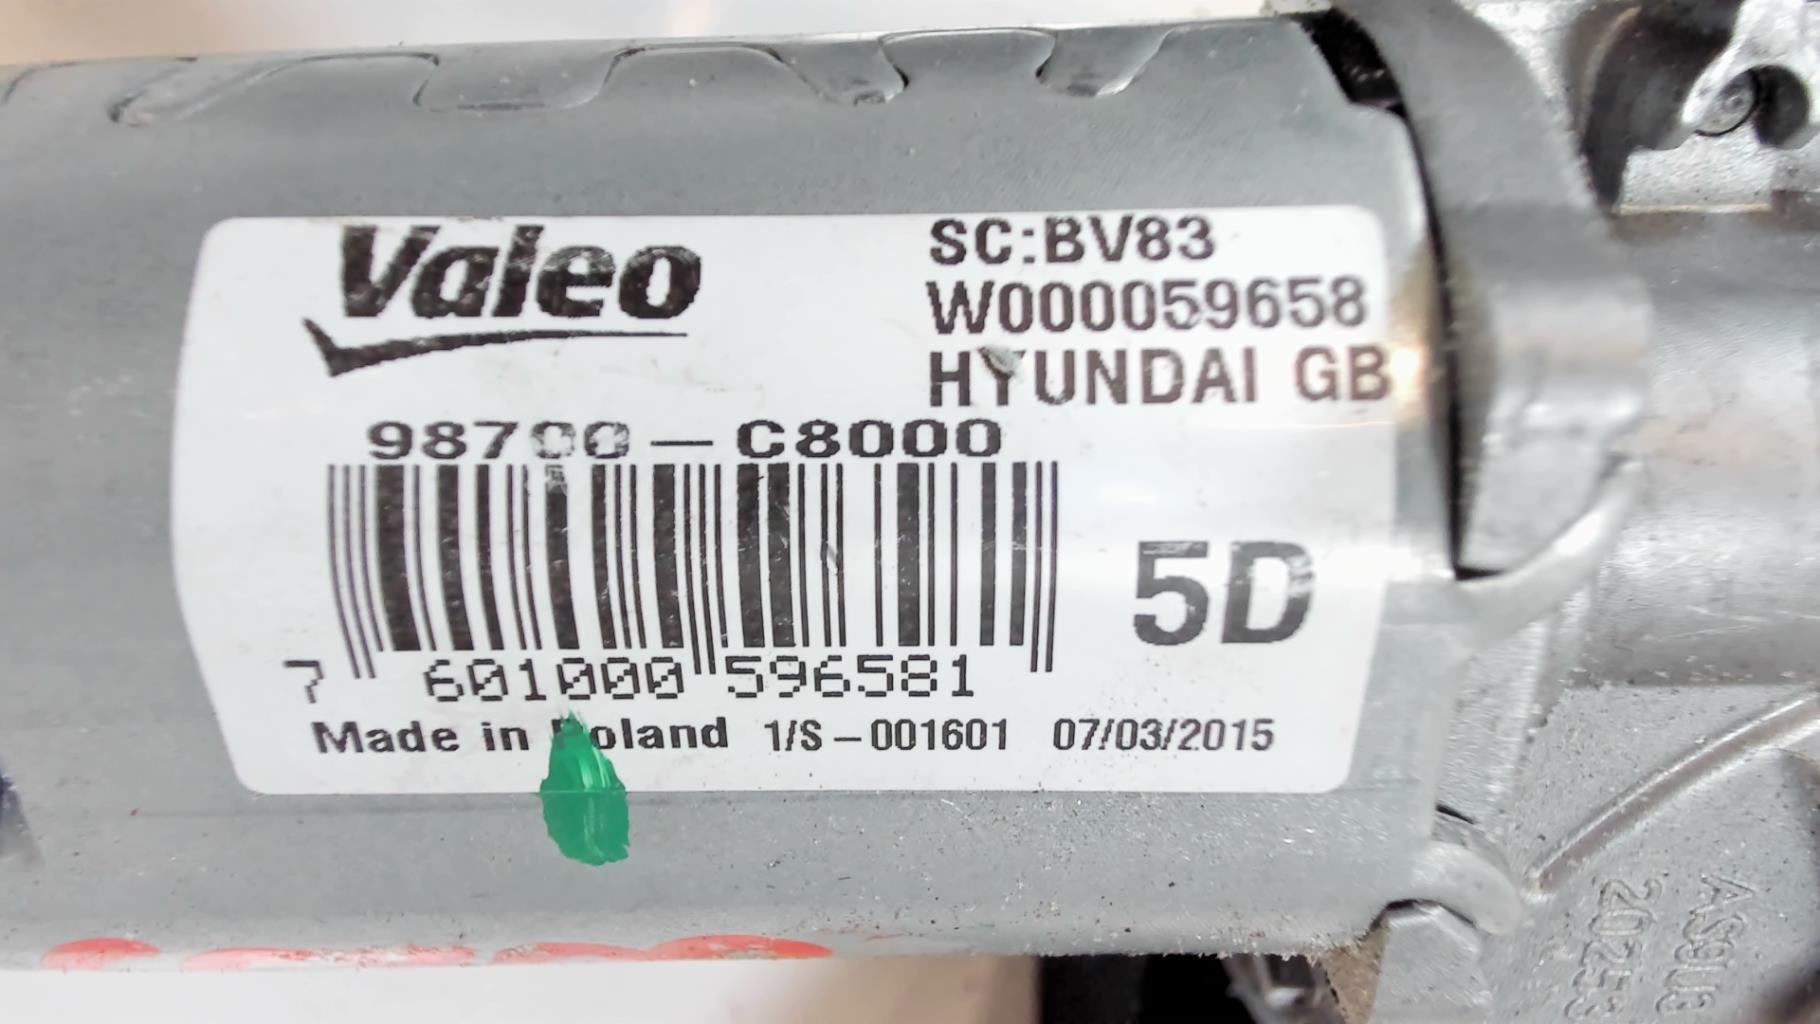 Valeo
SC:BV83
W000059658
HYUNDAI GB
98700-C8000
5D
7 601000 596581
Made in Poland 1/S-001601 07/03/2015